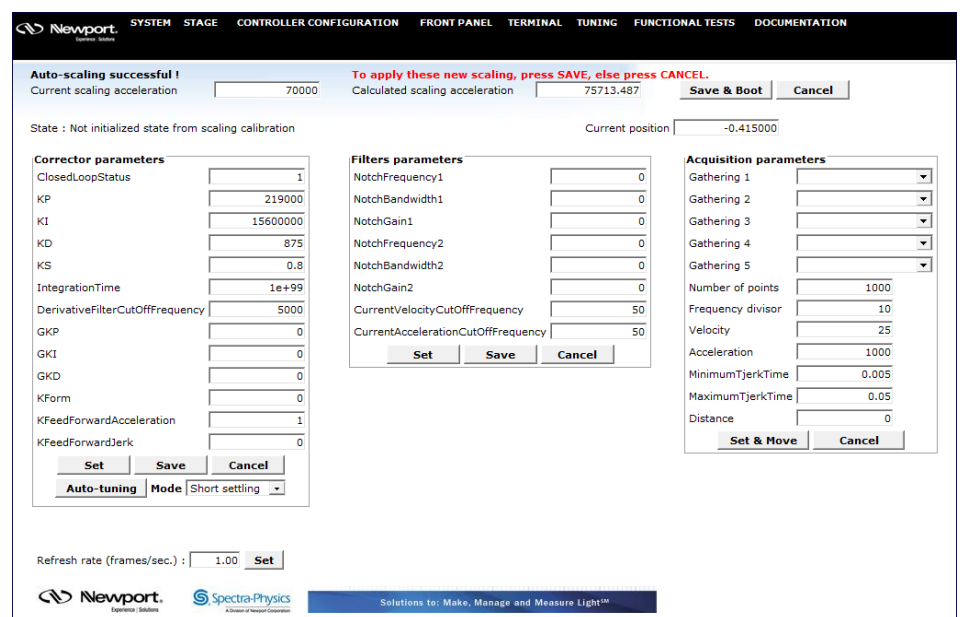 Newport.
Experience | Solutions
SYSTEM STAGE CONTROLLER CONFIGURATION FRONT PANEL TERMINAL TUNING FUNCTIONAL TESTS DOCUMENTATION
Auto-scaling successful !
To apply these new scaling, press SAVE, else press CANCEL.
Current scaling acceleration 70000 Calculated scaling acceleration 75713.487 Save & Boot Cancel
State : Not initialized state from scaling calibration
Current position -0.415000
Corrector parameters
ClosedLoopStatus 1
KP 219000
KI 15600000
KD 875
KS 0.8
IntegrationTime 1e+99
DerivativeFilterCutOffFrequency 5000
GKP 0
GKI 0
GKD 0
KForm 0
KFeedForwardAcceleration 1
KFeedForwardJerk 0
Set Save Cancel
Auto-tuning Mode Short settling
Filters parameters
NotchFrequency1 0
NotchBandwidth1 0
NotchGain1 0
NotchFrequency2 0
NotchBandwidth2 0
NotchGain2 0
CurrentVelocityCutOffFrequency 50
CurrentAccelerationCutOffFrequency 50
Set Save Cancel
Acquisition parameters
Gathering 1
Gathering 2
Gathering 3
Gathering 4
Gathering 5
Number of points 1000
Frequency divisor 10
Velocity 25
Acceleration 1000
MinimumTjerkTime 0.005
MaximumTjerkTime 0.05
Distance 0
Set & Move Cancel
Refresh rate (frames/sec.) : 1.00 Set
Newport.
Experience | Solutions
Spectra-Physics
A Division of Newport Corporation
Solutions to: Make, Manage and Measure Light℠